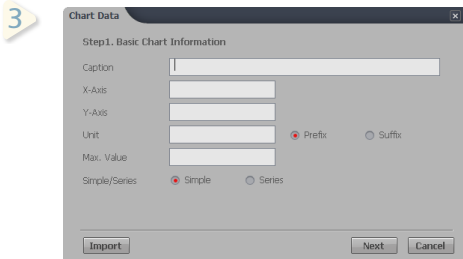 3
Chart Data
Step1. Basic Chart Information
Caption
X-Axis
Y-Axis
Unit Prefix Suffix
Max. Value
Simple/Series Simple Series
Import Next Cancel